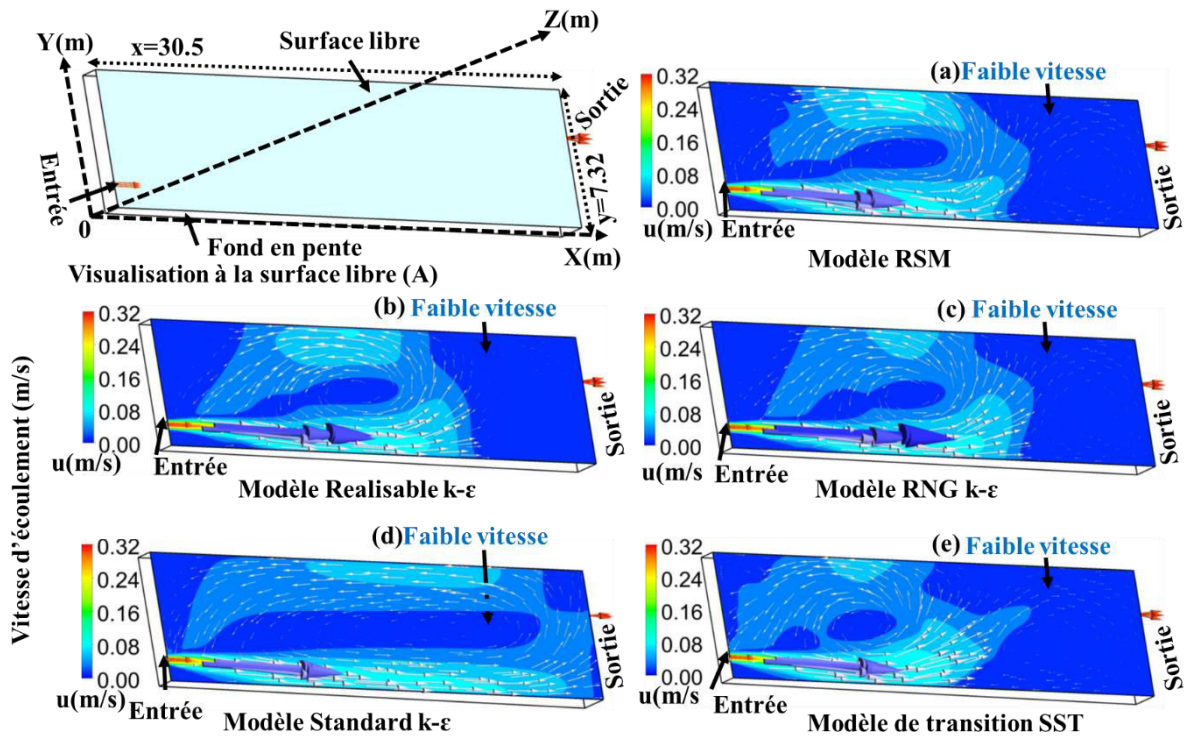 Y(m)
x=30.5
Surface libre
Z(m)
Sortie
y=7.32
Entrée
0
Fond en pente
X(m)
Visualisation à la surface libre (A)
0.32
0.24
0.16
0.08
0.00
u(m/s)
Entrée
(a)Faible vitesse
Sortie
Modèle RSM
Vitesse d'écoulement (m/s)
0.32
0.24
0.16
0.08
0.00
u(m/s)
Entrée
(b) Faible vitesse
Sortie
Modèle Realisable k-ε
0.32
0.24
0.16
0.08
0.00
u(m/s
Entrée
(c) Faible vitesse
Sortie
Modèle RNG k-ε
0.32
0.24
0.16
0.08
0.00
u(m/s)
Entrée
(d)Faible vitesse
Sortie
Modèle Standard k-ε
0.32
0.24
0.16
0.08
0.00
u(m/s)
Entrée
(e) Faible vitesse
Sortie
Modèle de transition SST